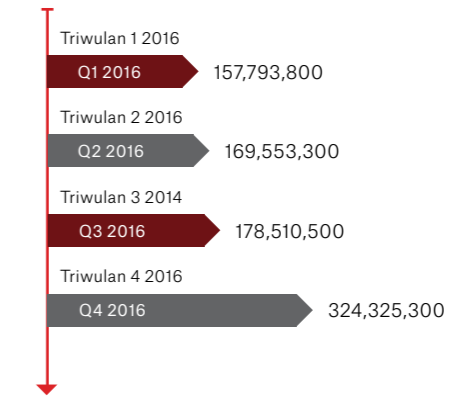 Triwulan 1 2016
Q1 2016 157,793,800
Triwulan 2 2016
Q2 2016 169,553,300
Triwulan 3 2014
Q3 2016 178,510,500
Triwulan 4 2016
Q4 2016 324,325,300